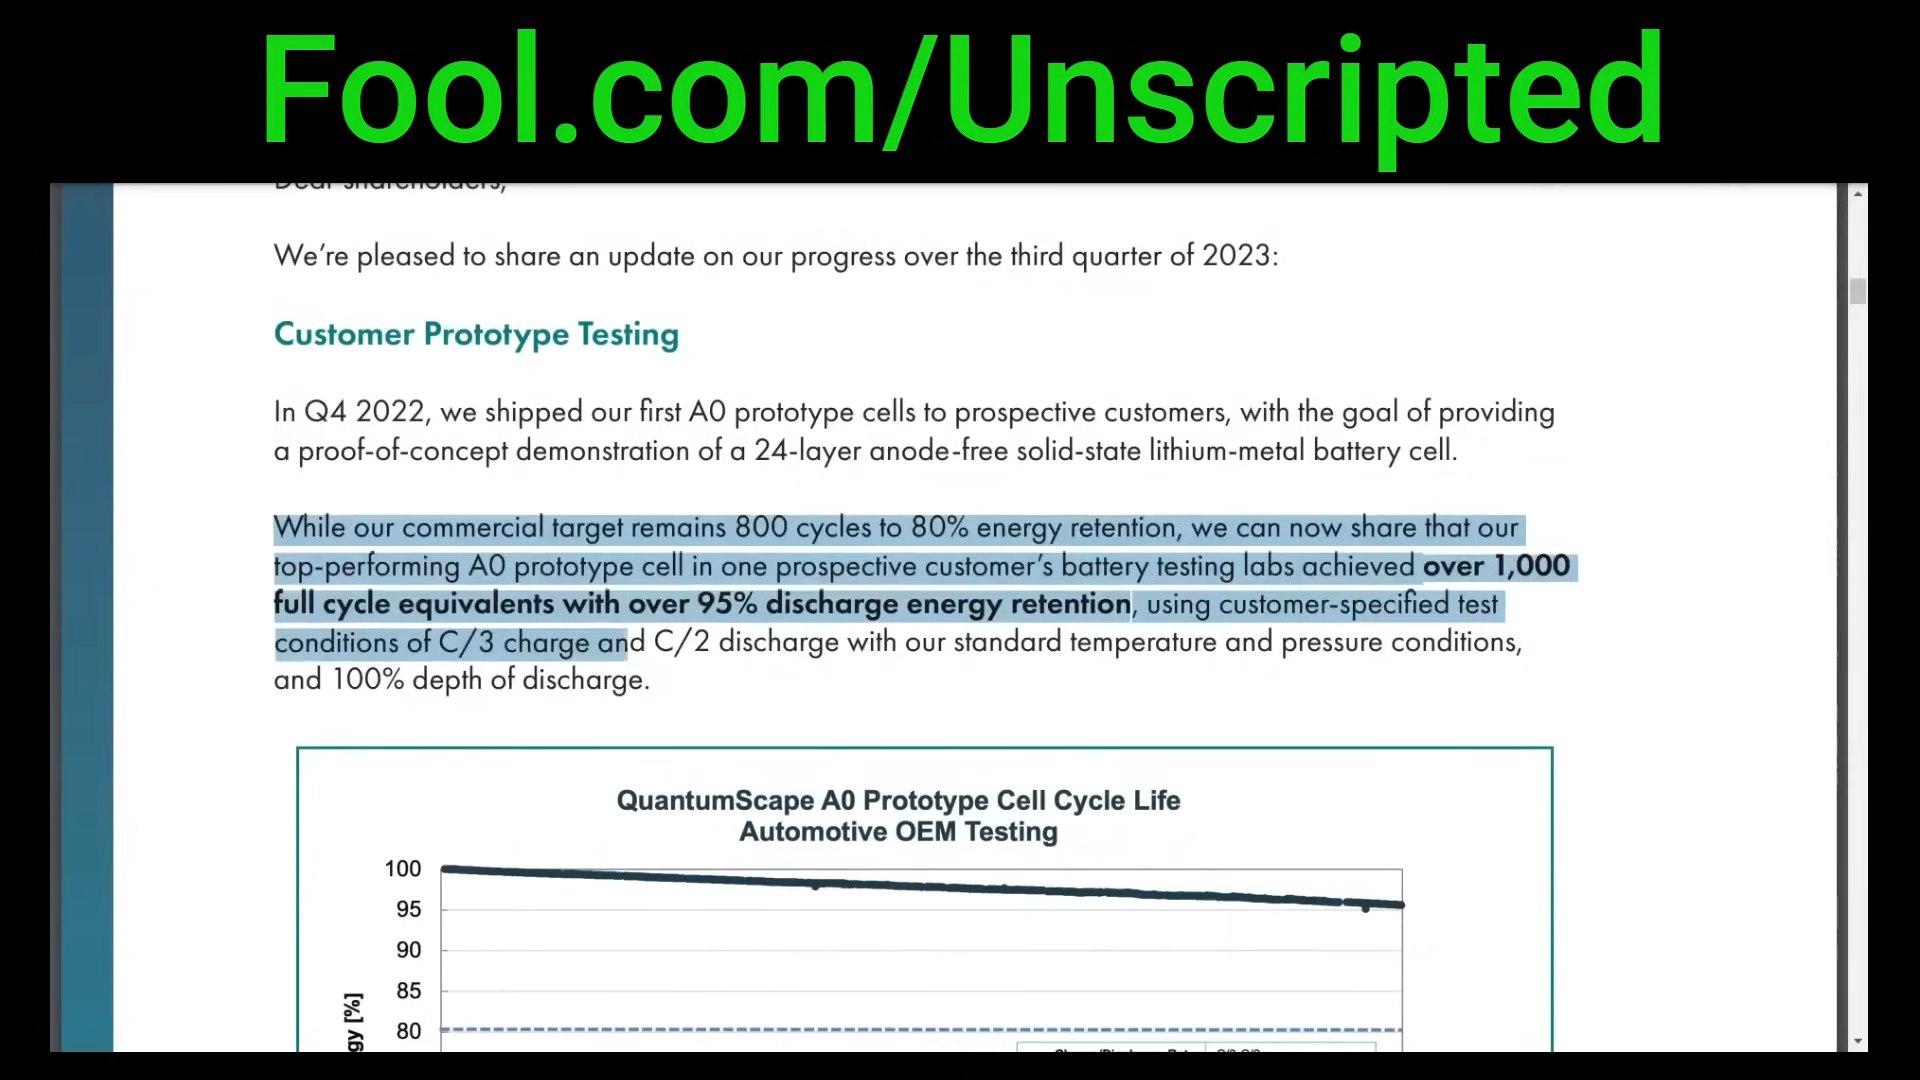 Fool.com/Unscripted
Dear shareholders,
We're pleased to share an update on our progress over the third quarter of 2023:
Customer Prototype Testing
In Q4 2022, we shipped our first A0 prototype cells to prospective customers, with the goal of providing
a proof-of-concept demonstration of a 24-layer anode-free solid-state lithium-metal battery cell.
While our commercial target remains 800 cycles to 80% energy retention, we can now share that our
top-performing A0 prototype cell in one prospective customer's battery testing labs achieved over 1,000
full cycle equivalents with over 95% discharge energy retention, using customer-specified test
conditions of C/3 charge and C/2 discharge with our standard temperature and pressure conditions,
and 100% depth of discharge.
QuantumScape A0 Prototype Cell Cycle Life
Automotive OEM Testing
100
95
90
85
80
[%]